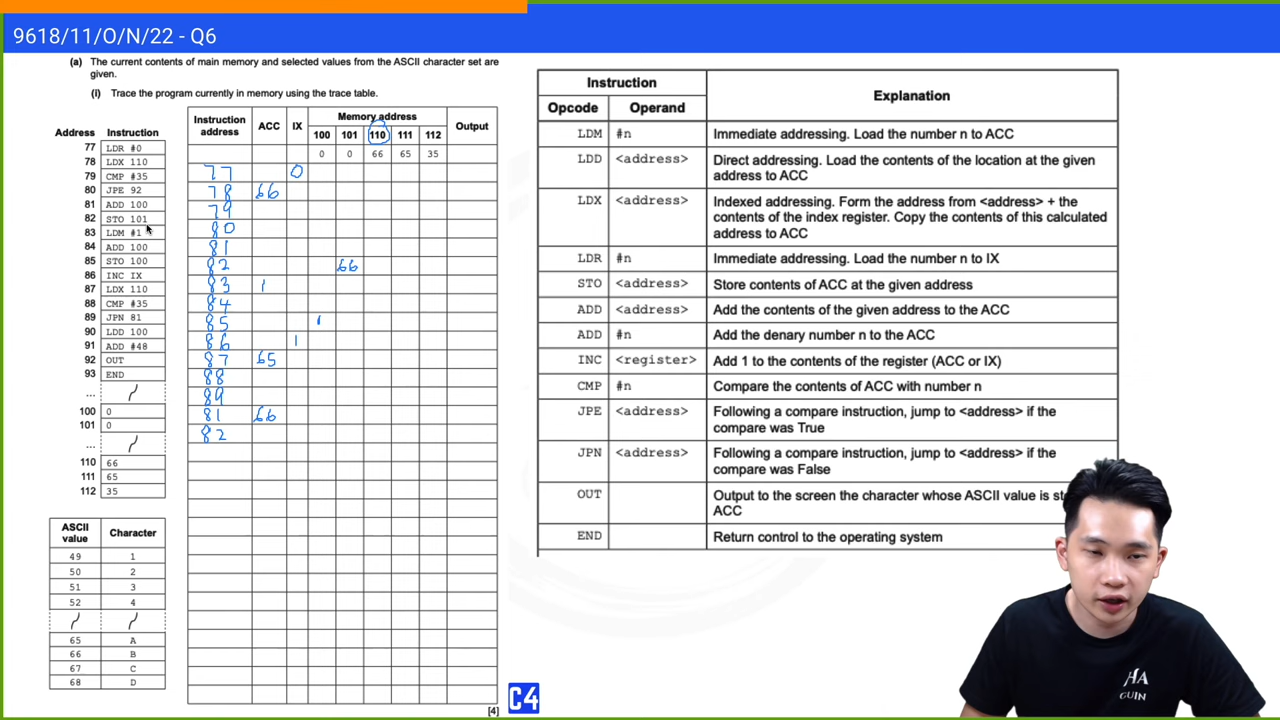 9618/11/O/N/22 - Q6
(a) The current contents of main memory and selected values from the ASCII character set are
given.
(i) Trace the program currently in memory using the trace table.
Address Instruction
77 LDR #0
78 LDX 110
79 CMP #35
80 JPE 92
81 ADD 100
82 STO 101
83 LDM #1
84 ADD 100
85 STO 100
86 INC IX
87 LDX 110
88 CMP #35
89 JPN 81
90 LDD 100
91 ADD #48
92 OUT
93 END
...
100 0
101 0
...
110 66
111 65
112 35
ASCII value Character
49 1
50 2
51 3
52 4
65 A
66 B
67 C
68 D
Instruction address ACC IX Memory address Output
100 101 110 111 112
0 0 66 65 35
77 0
78 66
79
80
81
82 66
83 1
84
85 1
86 1
87 65
88
89
81 66
82
[4]
Instruction Explanation
Opcode Operand
LDM #n Immediate addressing. Load the number n to ACC
LDD <address> Direct addressing. Load the contents of the location at the given
address to ACC
LDX <address> Indexed addressing. Form the address from <address> + the
contents of the index register. Copy the contents of this calculated
address to ACC
LDR #n Immediate addressing. Load the number n to IX
STO <address> Store contents of ACC at the given address
ADD <address> Add the contents of the given address to the ACC
ADD #n Add the denary number n to the ACC
INC <register> Add 1 to the contents of the register (ACC or IX)
CMP #n Compare the contents of ACC with number n
JPE <address> Following a compare instruction, jump to <address> if the
compare was True
JPN <address> Following a compare instruction, jump to <address> if the
compare was False
OUT Output to the screen the character whose ASCII value is
ACC
END Return control to the operating system
C4
HA
GUIN